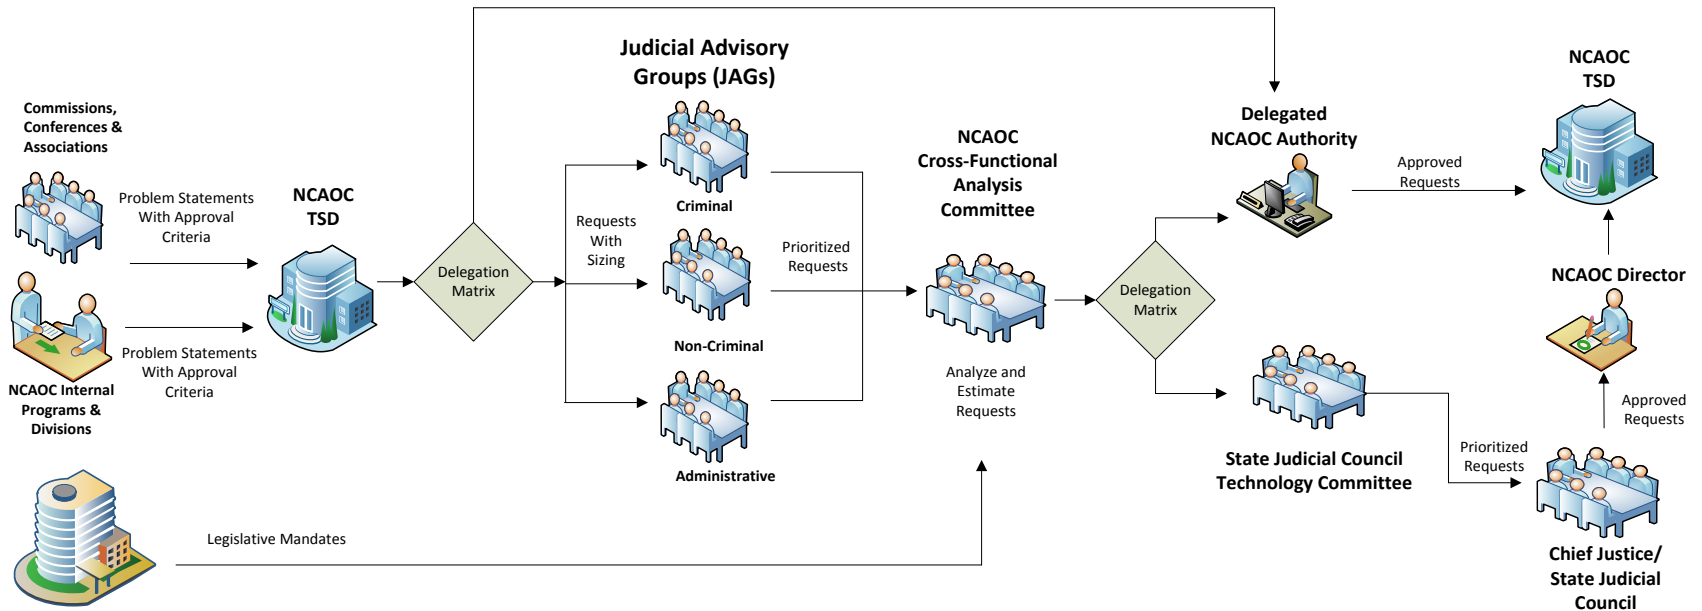 Commissions,
Conferences &
Associations
Problem Statements
With Approval
Criteria
NCAOC Internal
Programs &
Divisions
Problem Statements
With Approval
Criteria
Legislative Mandates
NCAOC
TSD
Delegation
Matrix
Judicial Advisory
Groups (JAGs)
Requests
With
Sizing
Criminal
Non-Criminal
Administrative
Prioritized
Requests
NCAOC
Cross-Functional
Analysis
Committee
Analyze and
Estimate
Requests
Delegation
Matrix
Delegated
NCAOC Authority
Approved
Requests
NCAOC
TSD
State Judicial Council
Technology Committee
Prioritized
Requests
NCAOC Director
Approved
Requests
Chief Justice/
State Judicial
Council